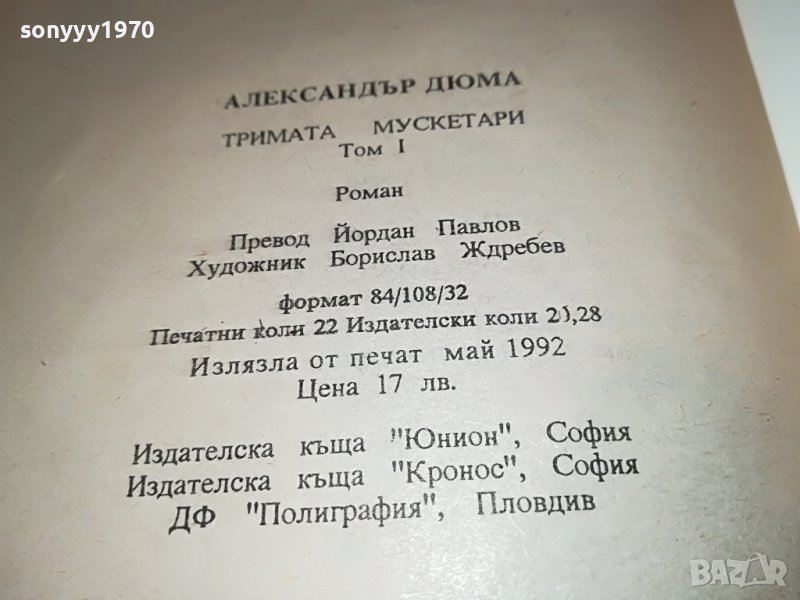 sonyyy1970
АЛЕКСАНДЪР ДЮМА
ТРИМАТА МУСКЕТАРИ
Том I
Роман
Превод Йордан Павлов
Художник Борислав Ждребев
формат 84/108/32
Печатни коли 22 Издателски коли
Излязла от печат май 1992
Цена 17 лв.
Издателска къща "Юнион", София
Издателска къща "Кронос", София
ДФ "Полиграфия", Пловдив
BAZAR